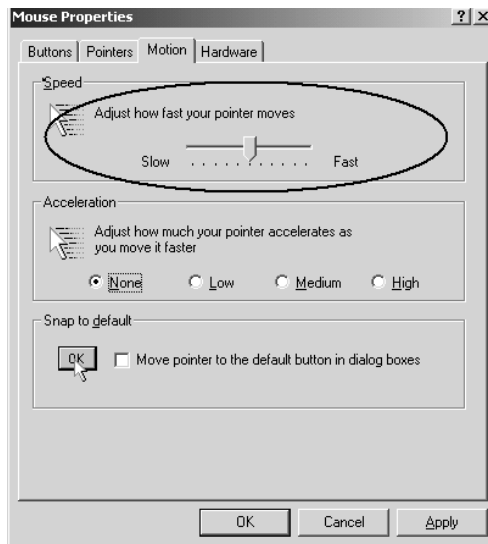 Mouse Properties
Buttons Pointers Motion Hardware
Speed
Adjust how fast your pointer moves
Slow Fast
Acceleration
Adjust how much your pointer accelerates as
you move it faster
None Low Medium High
Snap to default
OK Move pointer to the default button in dialog boxes
OK Cancel Apply